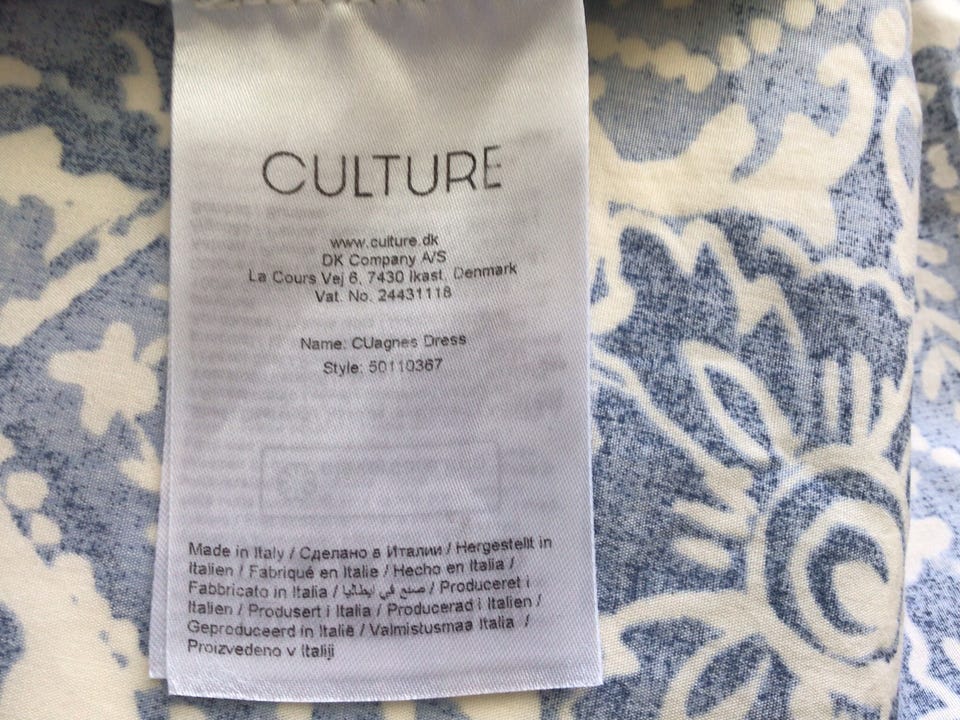 CULTURE
www.culture.dk
DK Company A/S
La Cours Vej 6, 7430 Ikast, Denmark
Vat. No. 24431118
Name: CUagnes Dress
Style: 50110367
Made in Italy / Сделано в Италии / Hergestellt in
Italien / Fabriqué en Italie / Hecho en Italia /
Fabbricato in Italia / صنع في ايطاليا / Produceret i
Italien / Produsert i Italia / Producerad i Italien /
Geproduceerd in Italië / Valmistusmaa Italia /
Proizvedeno v Italiji